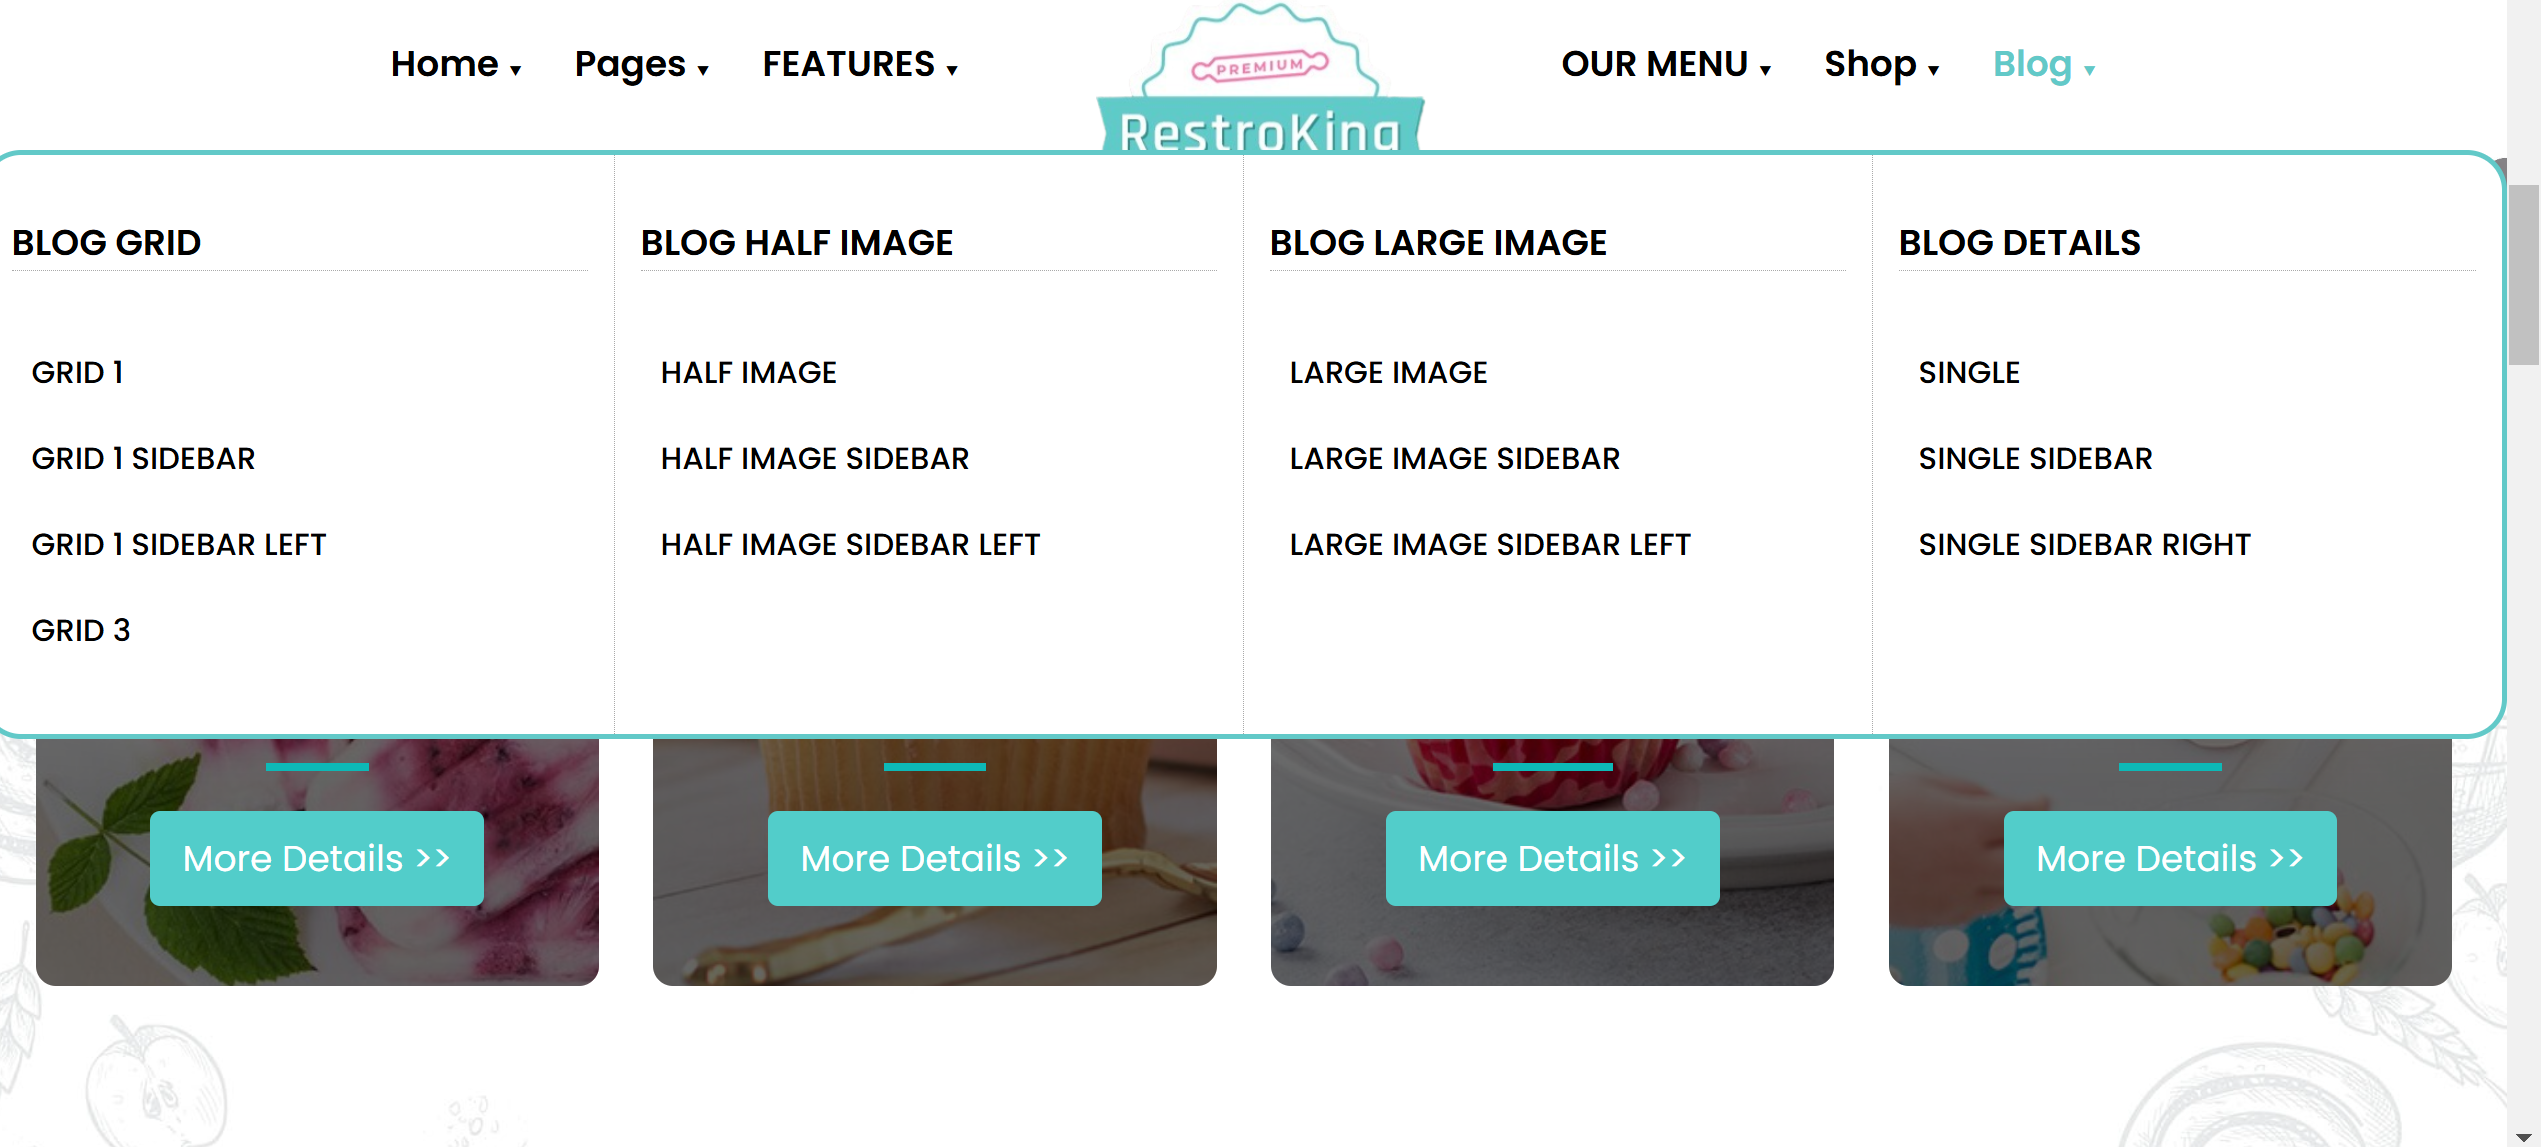 Home ▼ Pages ▼ FEATURES ▼ OUR MENU ▼ Shop ▼ Blog ▼
PREMIUM
RestroKing
BLOG GRID
GRID 1
GRID 1 SIDEBAR
GRID 1 SIDEBAR LEFT
GRID 3
BLOG HALF IMAGE
HALF IMAGE
HALF IMAGE SIDEBAR
HALF IMAGE SIDEBAR LEFT
BLOG LARGE IMAGE
LARGE IMAGE
LARGE IMAGE SIDEBAR
LARGE IMAGE SIDEBAR LEFT
BLOG DETAILS
SINGLE
SINGLE SIDEBAR
SINGLE SIDEBAR RIGHT
More Details >>
More Details >>
More Details >>
More Details >>